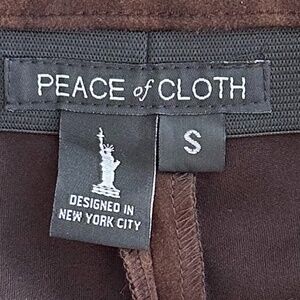 PEACE of CLOTH
S
DESIGNED IN
NEW YORK CITY